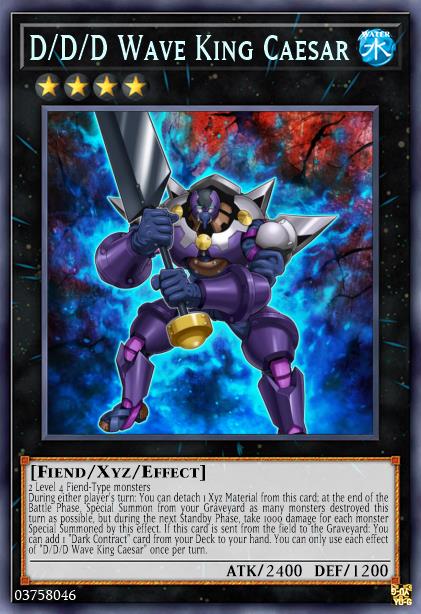 D/D/D Wave King Caesar
WATER
水
[Fiend/Xyz/Effect]
2 Level 4 Fiend-Type monsters
During either player's turn: You can detach 1 Xyz Material from this card; at the end of the
Battle Phase, Special Summon from your Graveyard as many monsters destroyed this
turn as possible, but during the next Standby Phase, take 1000 damage for each monster
Special Summoned by this effect. If this card is sent from the field to the Graveyard: You
can add 1 "Dark Contract" card from your Deck to your hand. You can only use each effect
of "D/D/D Wave King Caesar" once per turn.
ATK/2400 DEF/1200
03758046